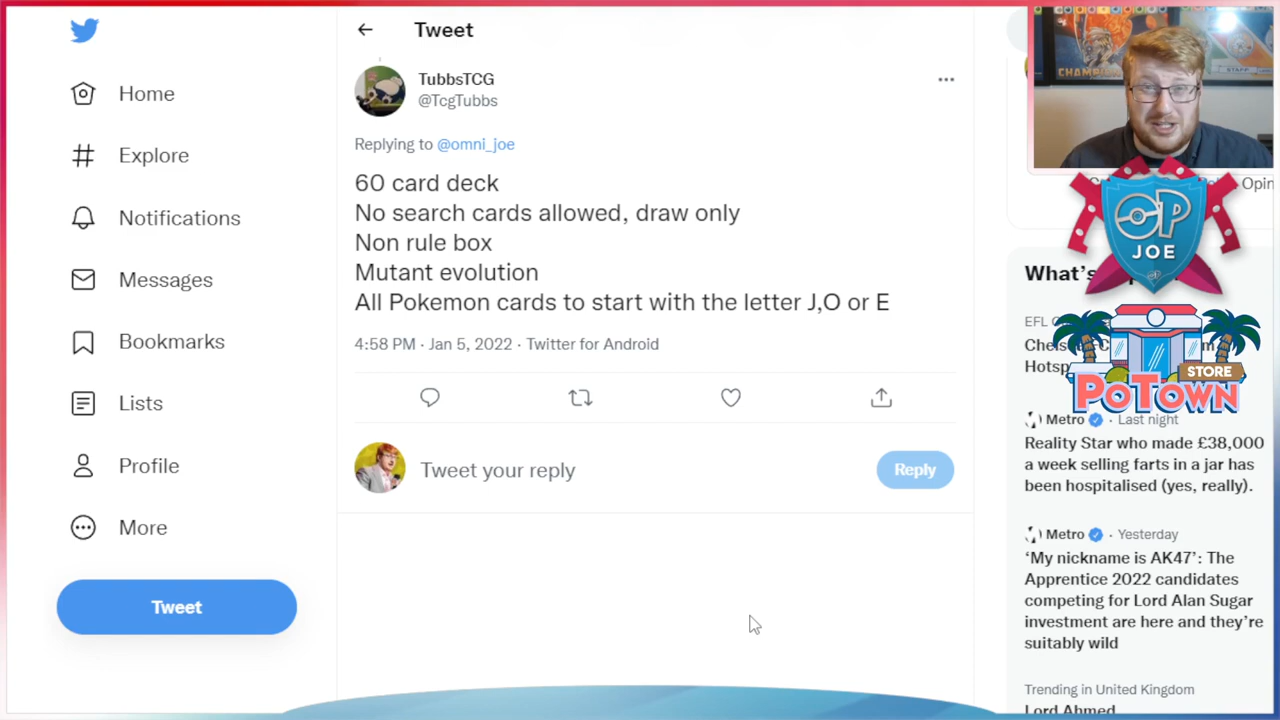 Tweet
Home
Explore
Notifications
Messages
Bookmarks
Lists
Profile
More
Tweet
TubbsTCG
@TcgTubbs
Replying to @omni_joe
60 card deck
No search cards allowed, draw only
Non rule box
Mutant evolution
All Pokemon cards to start with the letter J,O or E
4:58 PM · Jan 5, 2022 · Twitter for Android
Tweet your reply
Reply
CHAMPION
STAFF
Opin
OP
JOE
What's
EFL
STORE
POTOWN
Hotsp
Metro · Last night
Reality Star who made £38,000
a week selling farts in a jar has
been hospitalised (yes, really).
Metro · Yesterday
‘My nickname is AK47’: The
Apprentice 2022 candidates
competing for Lord Alan Sugar
investment are here and they’re
suitably wild
Trending in United Kingdom
Lord Ahmed